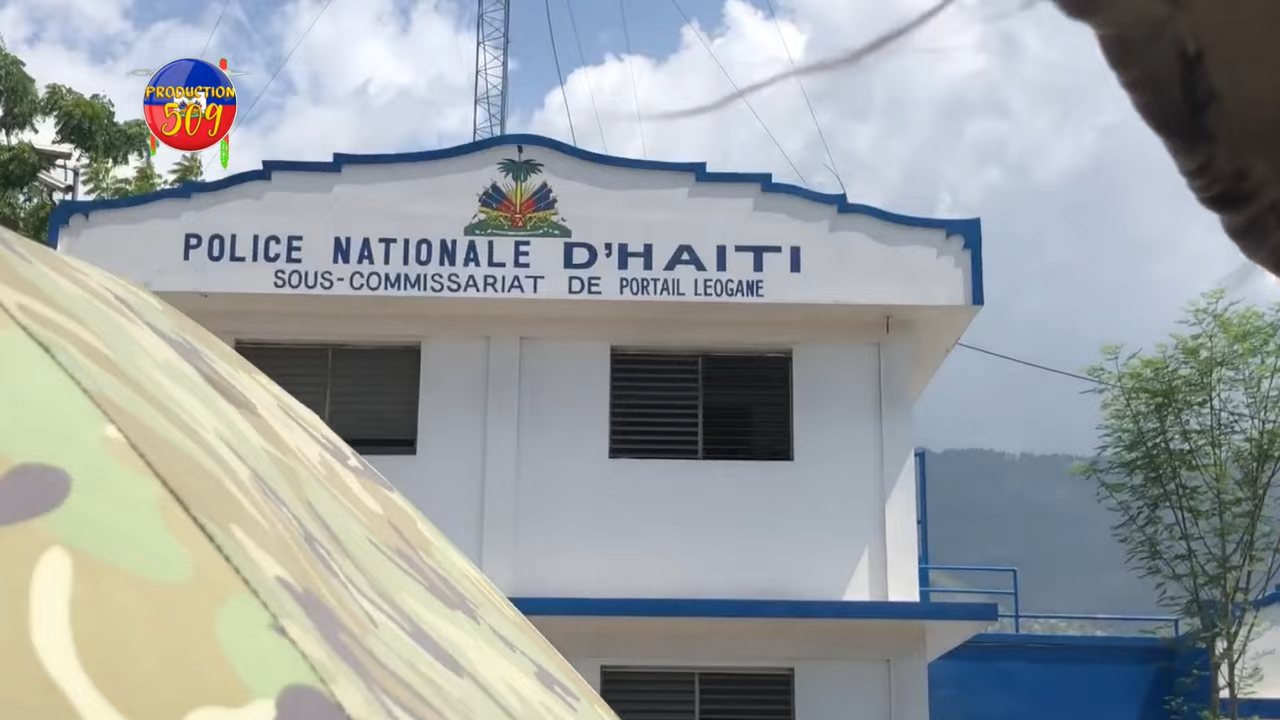 PRODUCTION
509
POLICE NATIONALE D'HAITI
SOUS-COMMISSARIAT DE PORTAIL LEOGANE